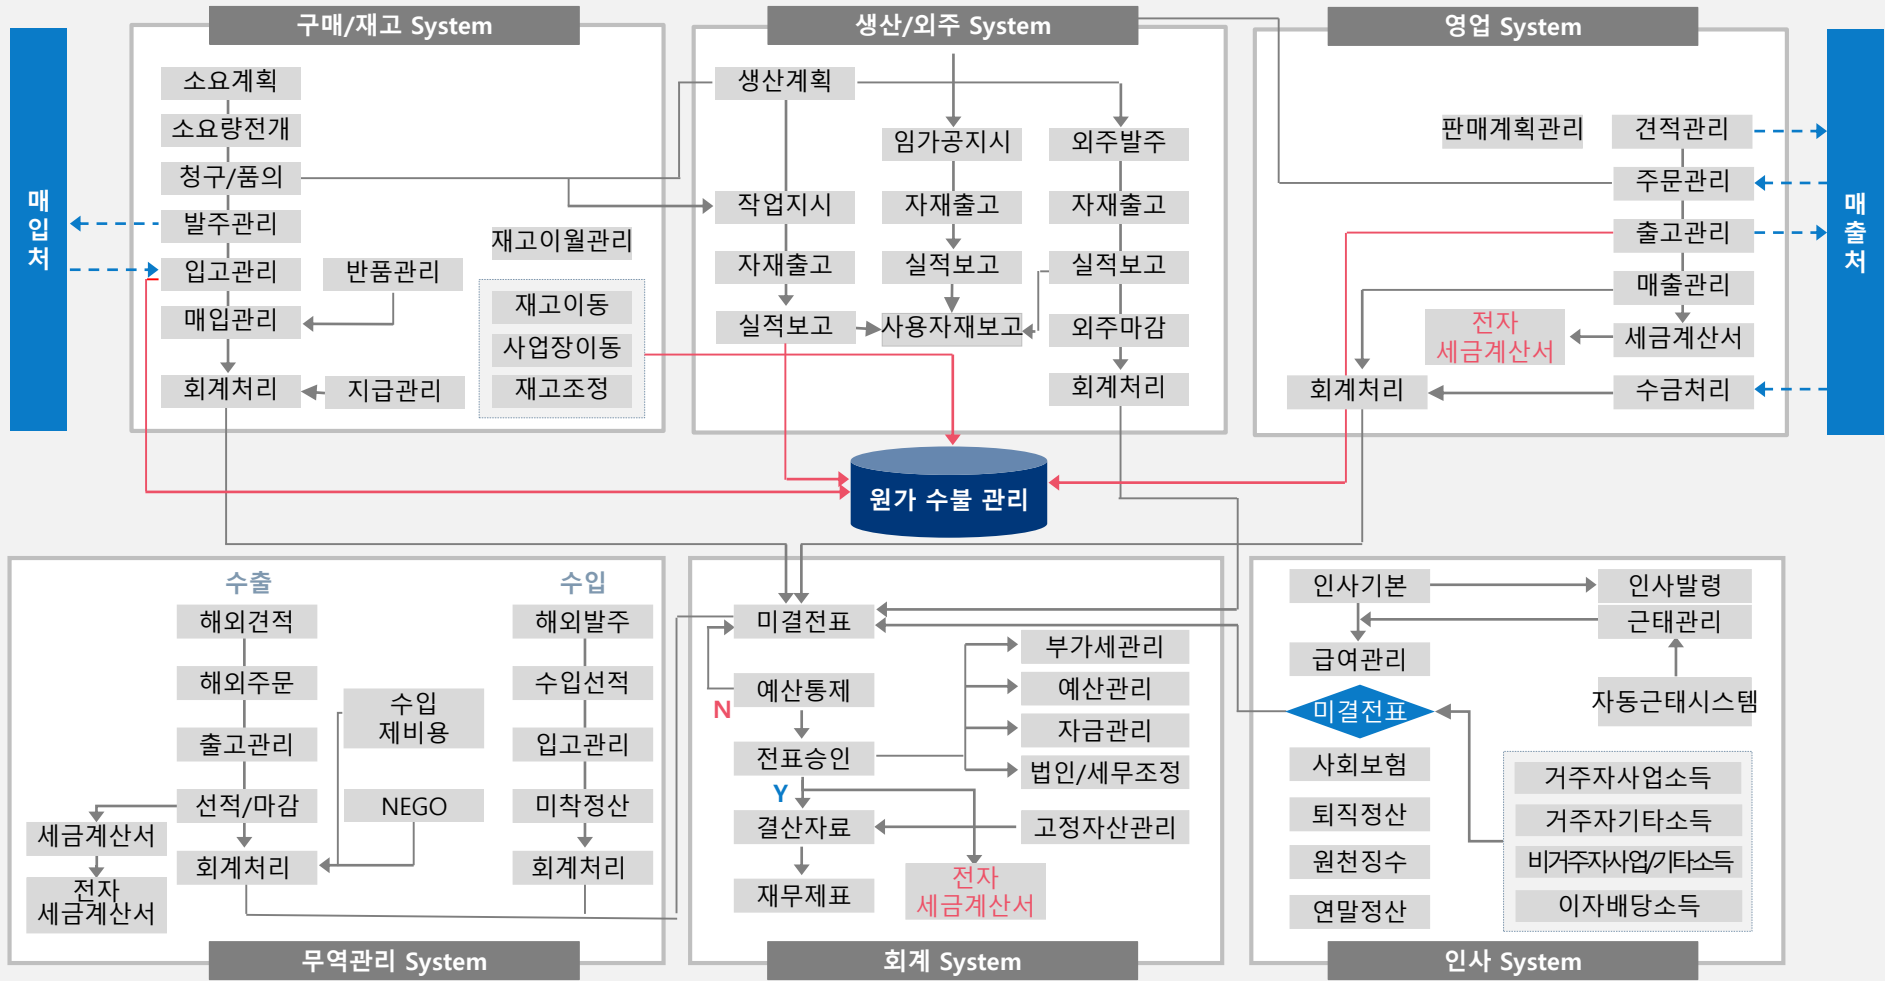 구매/재고 System
매
입
처
소요계획
소요량전개
청구/품의
발주관리
입고관리
반품관리
매입관리
회계처리
지급관리
재고이월관리
재고이동
사업장이동
재고조정
생산/외주 System
생산계획
작업지시
자재출고
실적보고
임가공지시
자재출고
실적보고
사용자재보고
외주발주
자재출고
실적보고
외주마감
회계처리
영업 System
판매계획관리
견적관리
주문관리
출고관리
매출관리
세금계산서
전자
세금계산서
회계처리
수금처리
매
출
처
원가 수불 관리
수출
해외견적
해외주문
출고관리
선적/마감
회계처리
세금계산서
전자
세금계산서
수입
제비용
NEGO
수입
해외발주
수입선적
입고관리
미착정산
회계처리
무역관리 System
미결전표
예산통제
N
전표승인
Y
결산자료
재무제표
부가세관리
예산관리
자금관리
법인/세무조정
고정자산관리
전자
세금계산서
회계 System
인사기본
인사발령
근태관리
급여관리
자동근태시스템
미결전표
사회보험
퇴직정산
원천징수
연말정산
거주자사업소득
거주자기타소득
비거주자사업/기타소득
이자배당소득
인사 System